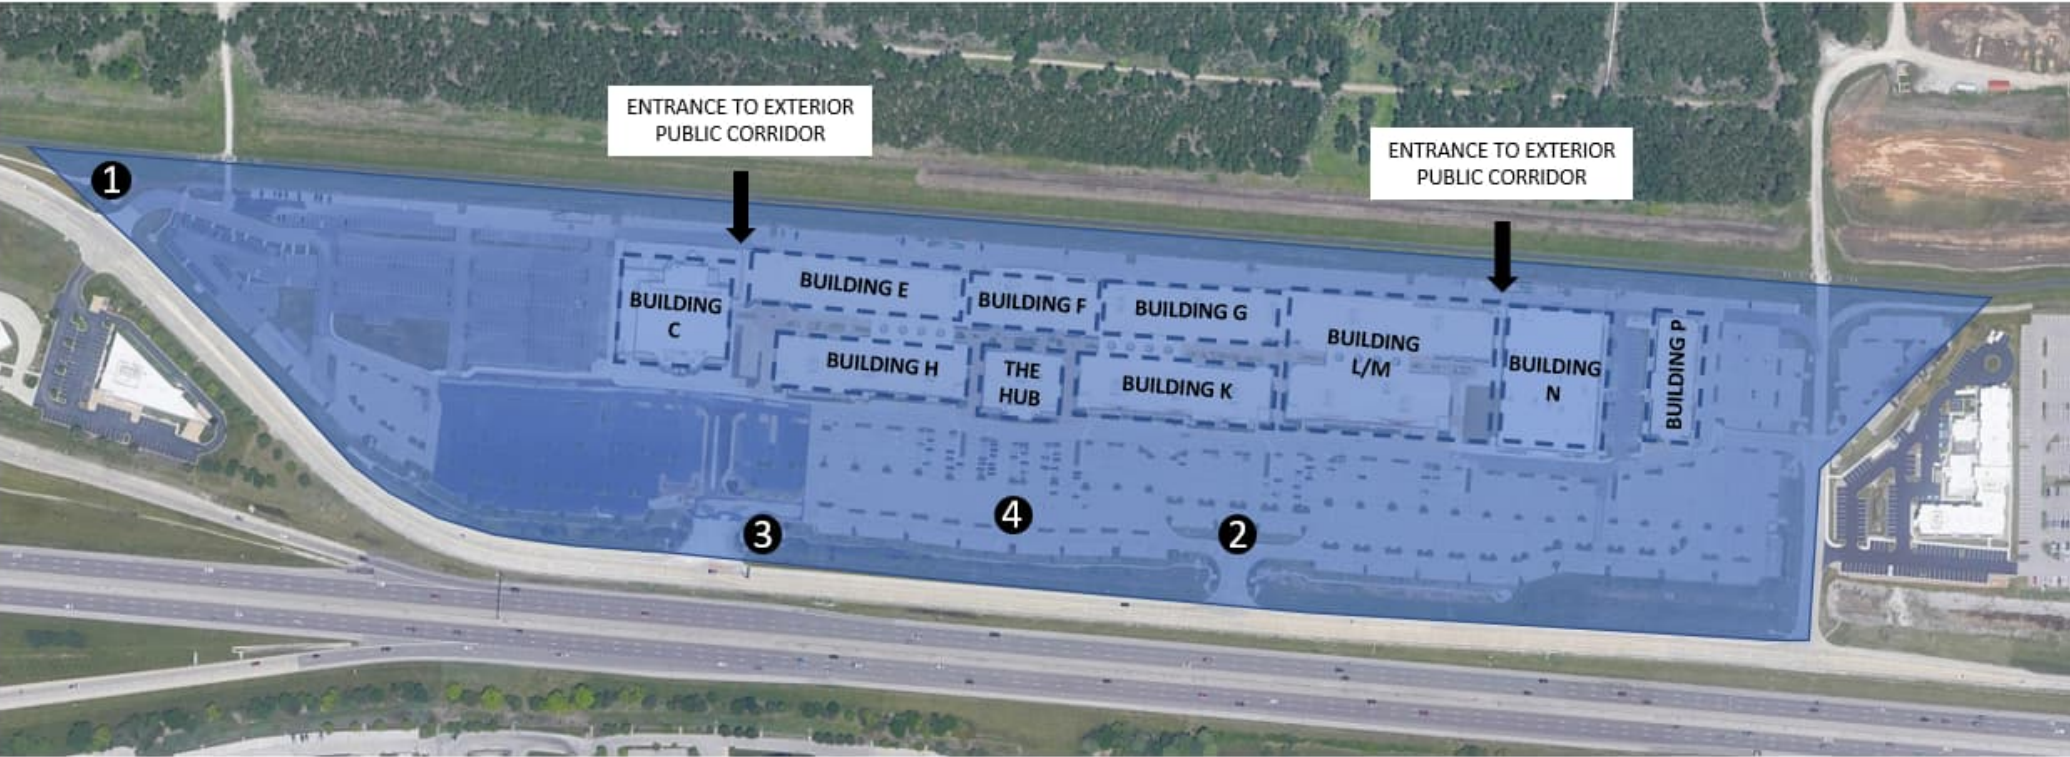 ENTRANCE TO EXTERIOR
PUBLIC CORRIDOR
ENTRANCE TO EXTERIOR
PUBLIC CORRIDOR
1
BUILDING
C
BUILDING E
BUILDING F
BUILDING G
BUILDING
L/M
BUILDING
N
BUILDING P
BUILDING H
THE
HUB
BUILDING K
3
4
2